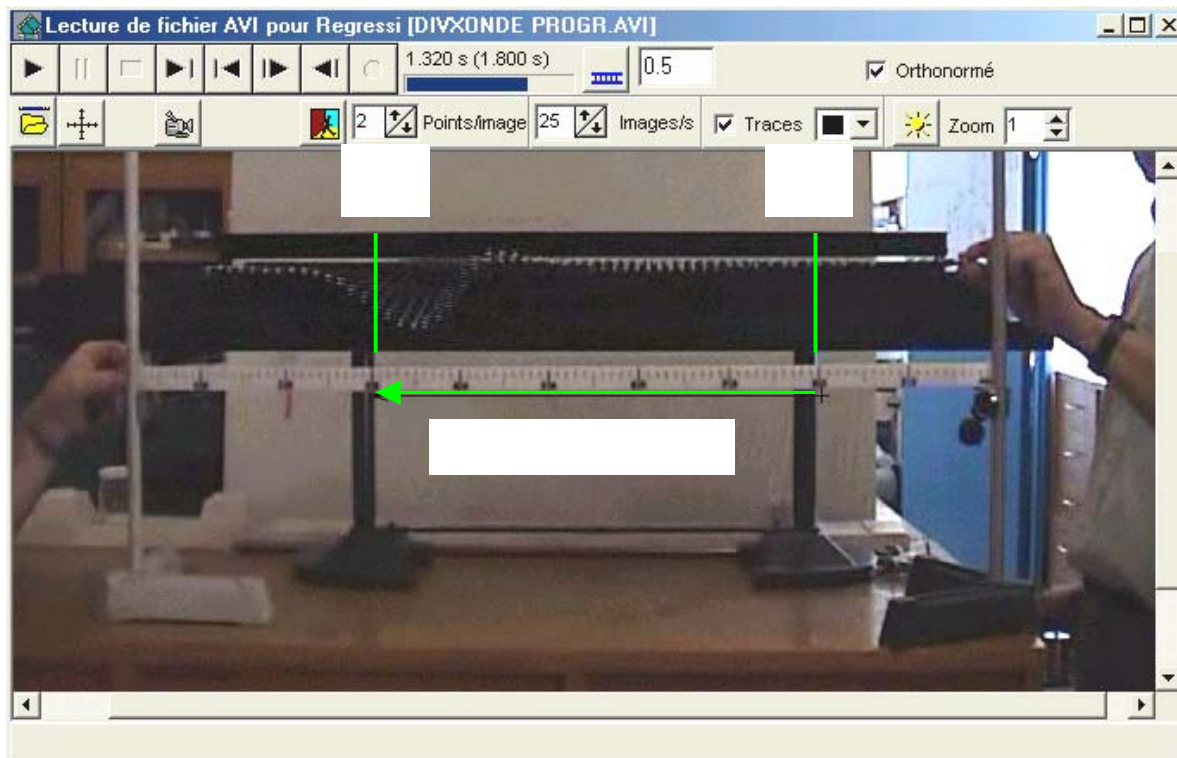 Lecture de fichier AVI pour Regressi [DIVXONDE PROGR.AVI]
1.320 s (1.800 s)
0.5
Orthonormé
2 Points/image 25 Images/s Traces Zoom 1